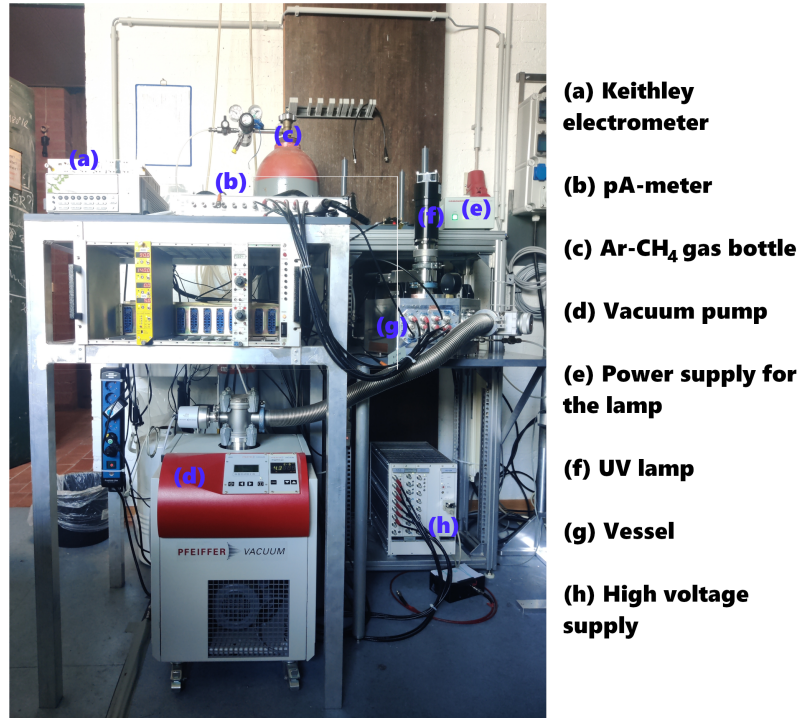 (a) Keithley
electrometer
(b) pA-meter
(c) Ar-CH₄ gas bottle
(d) Vacuum pump
(e) Power supply for
the lamp
(f) UV lamp
(g) Vessel
(h) High voltage
supply
(a)
(b)
(c)
(e)
(f)
(g)
(d)
(h)
PFEIFFER VACUUM